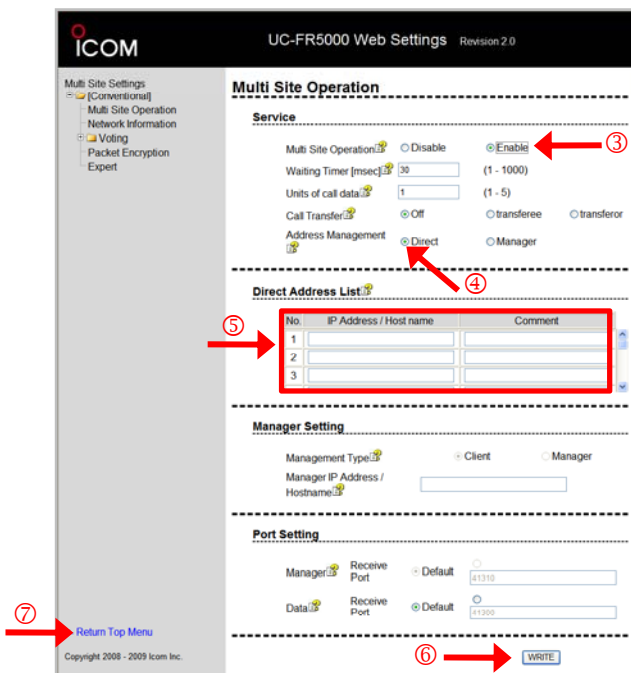 ICOM
UC-FR5000 Web Settings Revision 2.0
Multi Site Settings
[Conventional]
Multi Site Operation
Network Information
Voting
Packet Encryption
Expert
Multi Site Operation
Service
Multi Site Operation Disable Enable ③
Waiting Timer [msec] 30 (1 - 1000)
Units of call data 1 (1 - 5)
Call Transfer Off transferee transferor
Address Management Direct Manager
④
Direct Address List
⑤
No. IP Address / Host name Comment
1
2
3
Manager Setting
Management Type Client Manager
Manager IP Address /
Hostname
Port Setting
Manager Receive Port Default 41310
Data Receive Port Default 41300
⑦
Return Top Menu
⑥ WRITE
Copyright 2008 - 2009 Icom Inc.